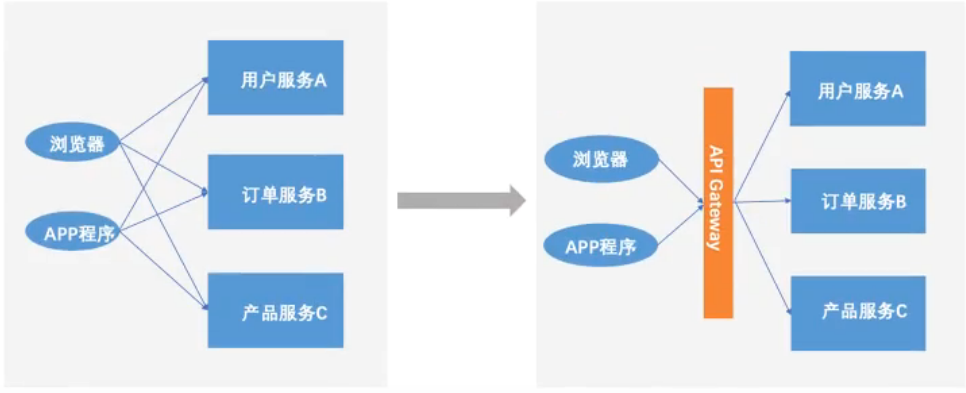 用户服务A
浏览器
订单服务B
APP程序
产品服务C
用户服务A
浏览器
API Gateway
订单服务B
APP程序
产品服务C